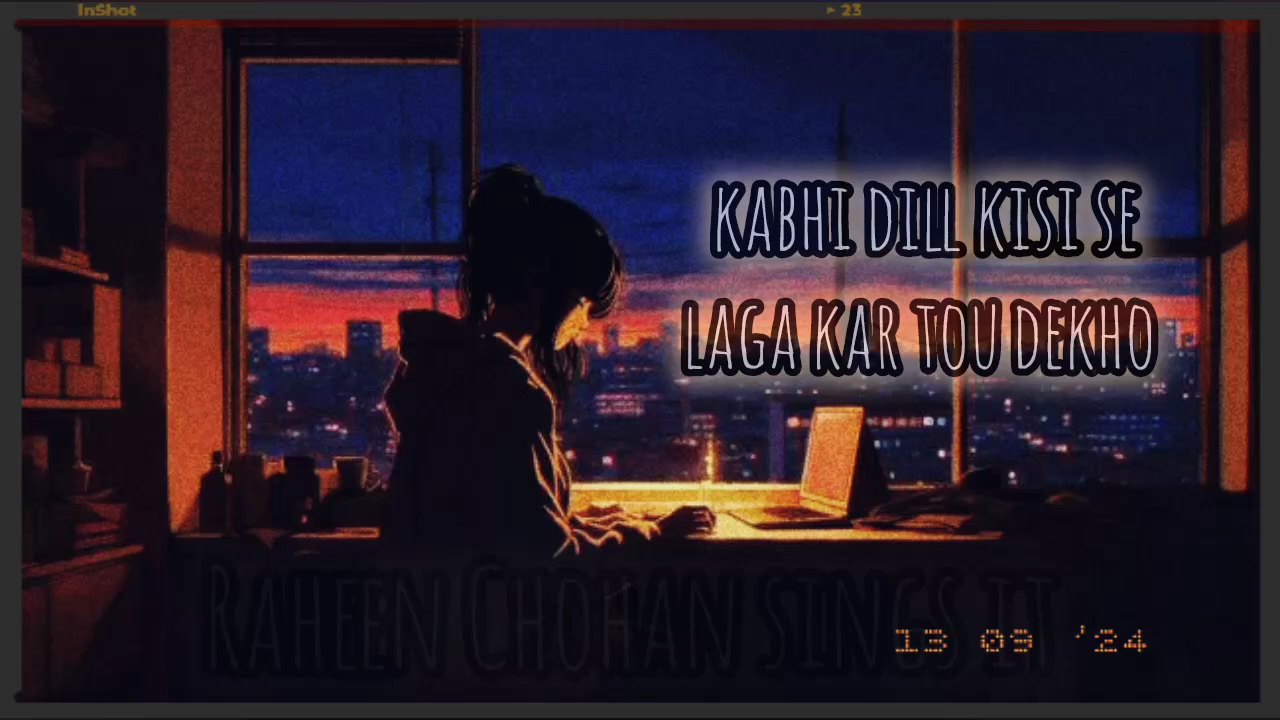 InShot
▸ 23
KABHI DILL KISI SE
LAGA KAR TOU DEKHO
RAHEEN CHOHAN SINGS IT
13 09 '24